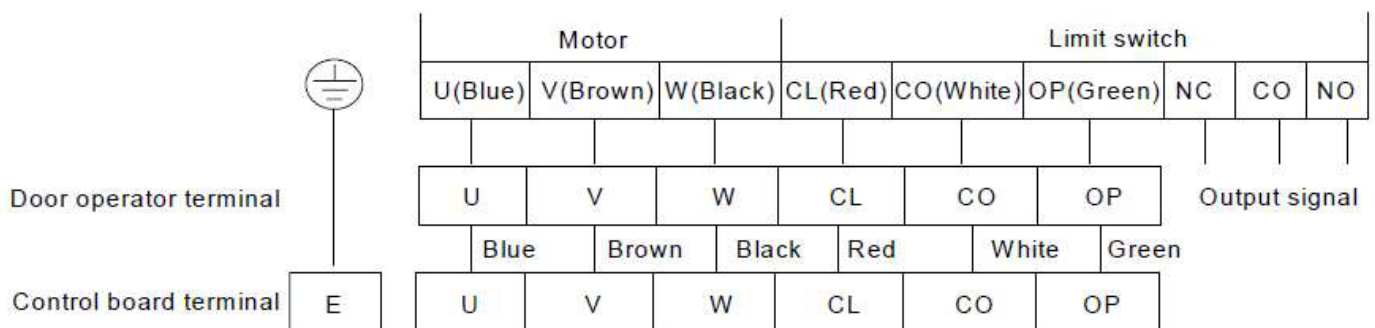 Motor Limit switch
U(Blue) V(Brown) W(Black) CL(Red) CO(White) OP(Green) NC CO NO
Door operator terminal U V W CL CO OP Output signal
Blue Brown Black Red White Green
Control board terminal E U V W CL CO OP